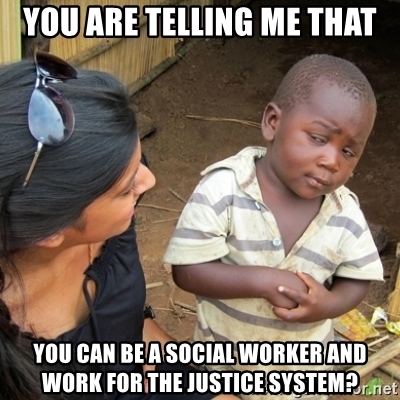 YOU ARE TELLING ME THAT
YOU CAN BE A SOCIAL WORKER AND
WORK FOR THE JUSTICE SYSTEM?